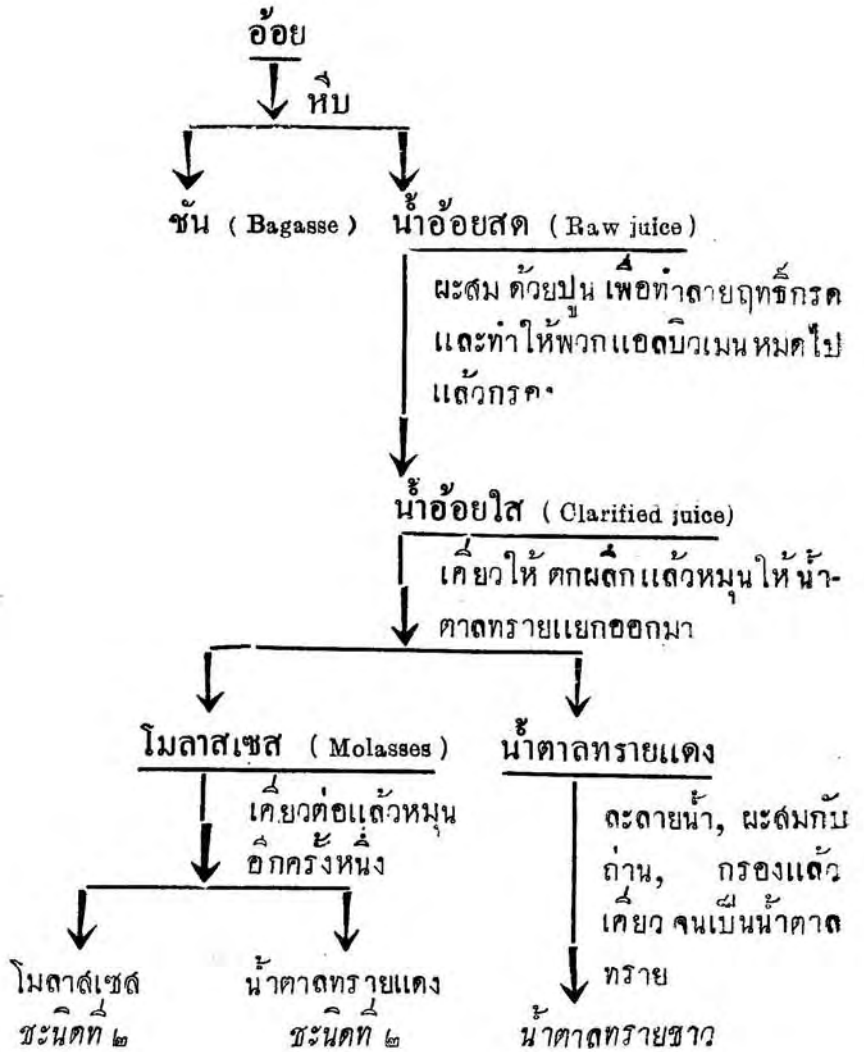 อ้อย
หีบ
ชัน ( Bagasse ) น้ำอ้อยสด ( Raw juice )
ผะสม ด้วยปูน เพื่อทำลายฤทธิ์กรด
และทำให้พวกแอลบิวเมนหมดไป
แล้วกรด.
น้ำอ้อยใส ( Clarified juice)
เคี่ยวให้ ตกผลึกแล้วหมุนให้ น้ำ-
ตาลทรายแยกออกมา
โมลาสเซส ( Molasses ) น้ำตาลทรายแดง
เคี่ยวต่อแล้วหมุน
อีกครั้งหนึ่ง
ละลายน้ำ, ผะสมกับ
ถ่าน, กรองแล้ว
เคี่ยว จนเป็นน้ำตาล
ทราย
โมลาส์เซส น้ำตาลทรายแดง
ชะนิดที่ ๒ ชะนิดที่ ๒ น้ำตาลทรายขาว